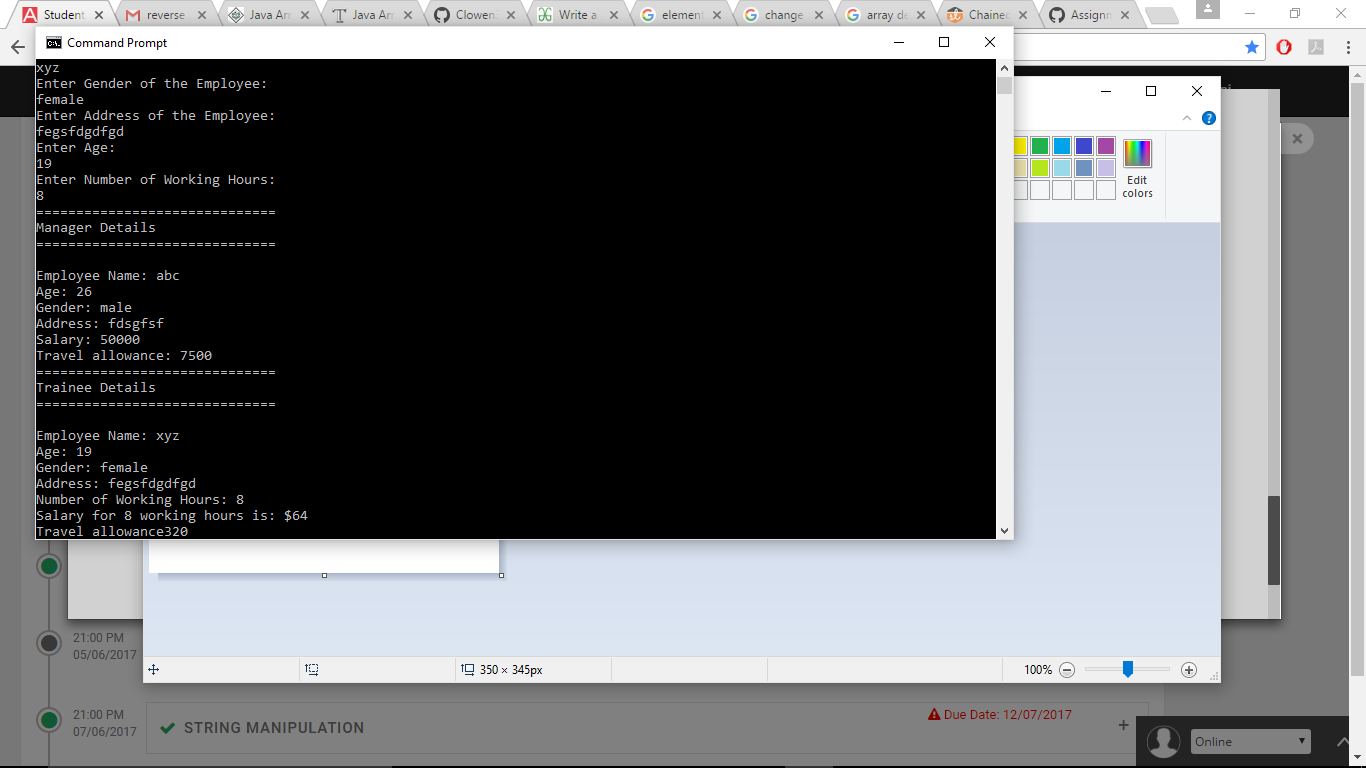 Student
reverse
Java Arr
Java Arr
Clowen
Write a
element
change
array de
Chained
Assignm
Command Prompt
xyz
Enter Gender of the Employee:
female
Enter Address of the Employee:
fegsfdgdfgd
Enter Age:
19
Enter Number of Working Hours:
8
==============================
Manager Details
==============================
Employee Name: abc
Age: 26
Gender: male
Address: fdsgfsf
Salary: 50000
Travel allowance: 7500
==============================
Trainee Details
==============================
Employee Name: xyz
Age: 19
Gender: female
Address: fegsfdgdfgd
Number of Working Hours: 8
Salary for 8 working hours is: $64
Travel allowance320
Edit
colors
21:00 PM
05/06/2017
350 × 345px
100%
21:00 PM
07/06/2017
STRING MANIPULATION
Due Date: 12/07/2017
Online